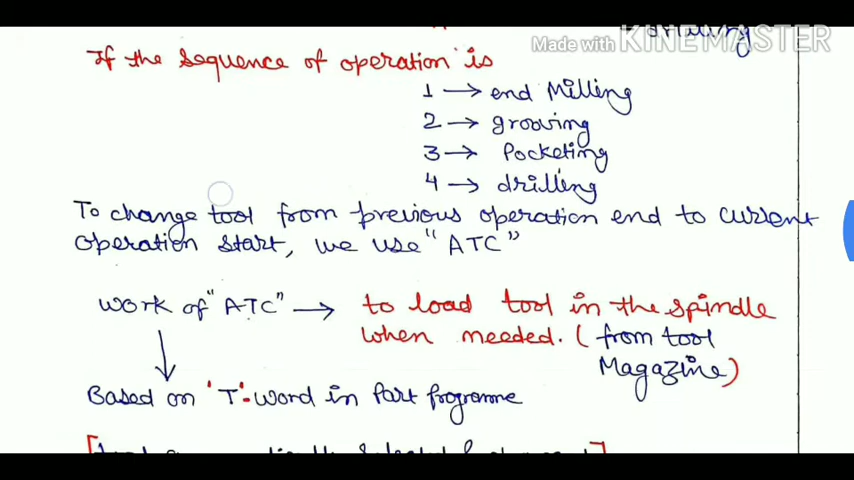 drilling
Made with KINEMASTER
If the sequence of operation is
1 → end Milling
2 → grooving
3 → Pocketing
4 → drilling
To change tool from previous operation end to current
operation start, we use "ATC"
work of "ATC" → to load tool in the spindle
when needed. (from tool
Magazine)
Based on 'T'-word in Part programme